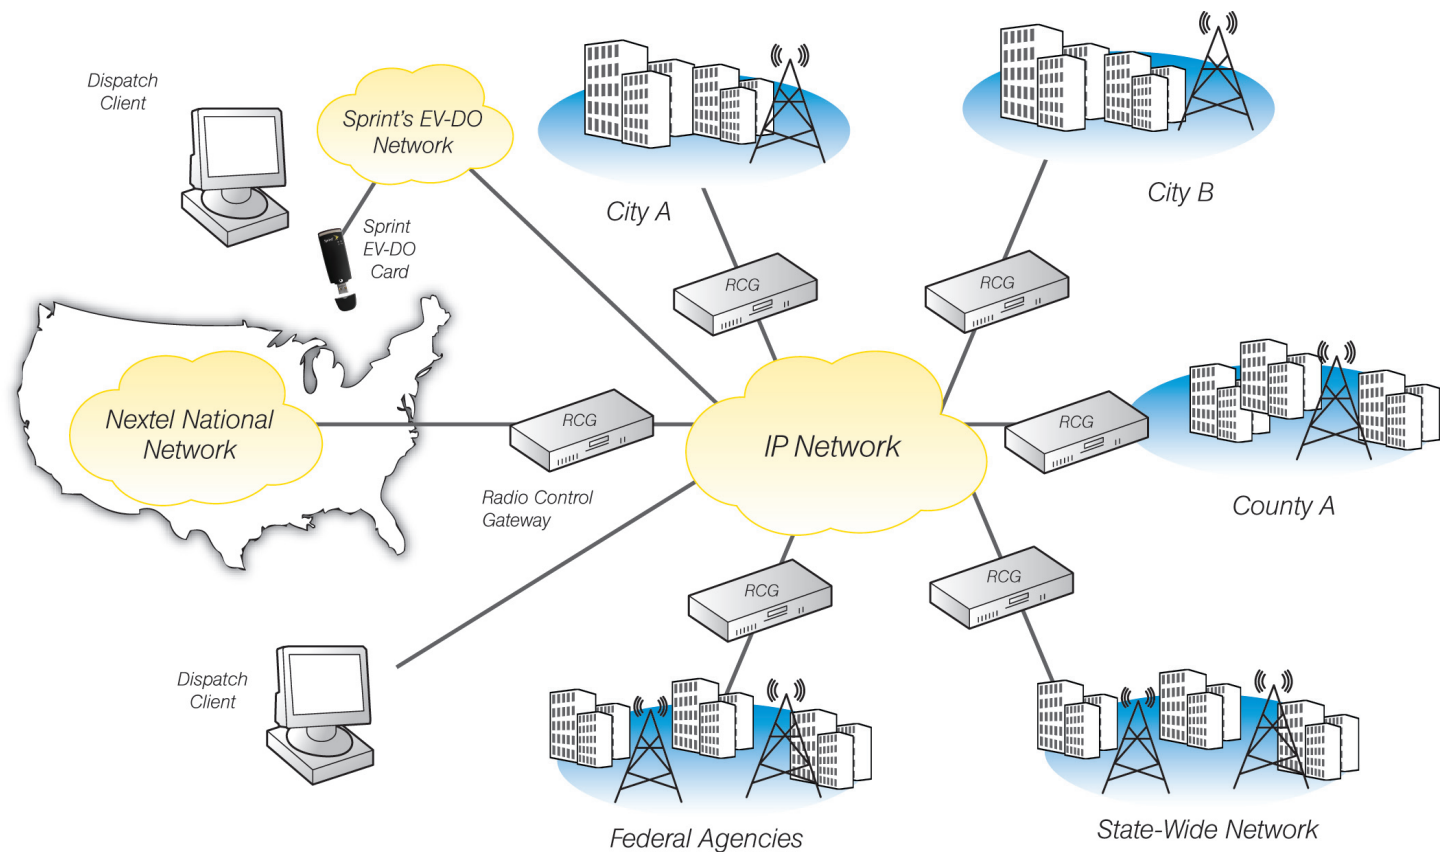 Dispatch
Client
Sprint's EV-DO
Network
Sprint
EV-DO
Card
City A
City B
RCG
RCG
Nextel National
Network
RCG
Radio Control
Gateway
IP Network
RCG
County A
RCG
RCG
Dispatch
Client
Federal Agencies
State-Wide Network